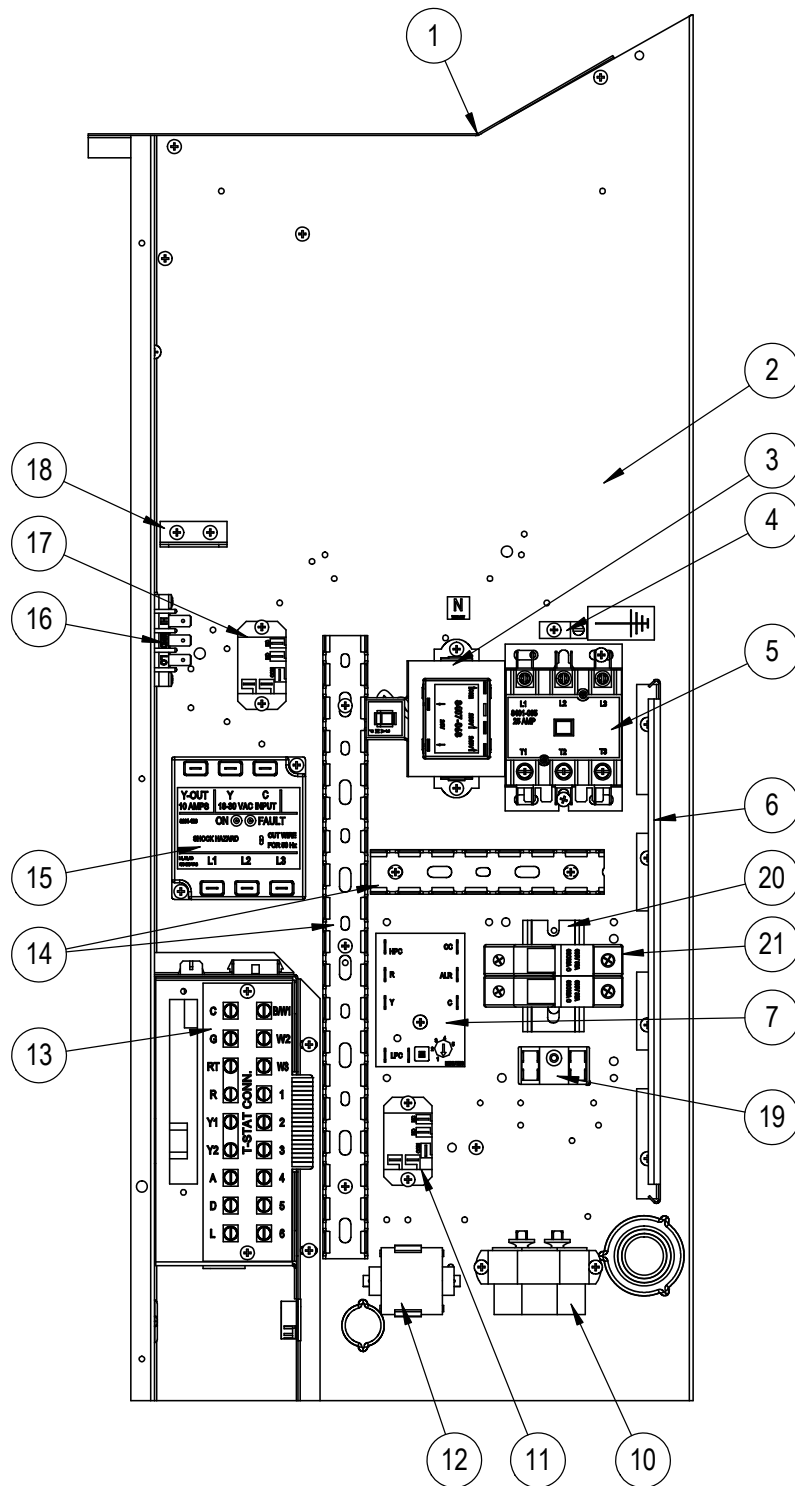 1
2
3
4
5
6
20
21
7
19
10
11
12
13
14
15
16
17
18
N
L1 L2 L3
25 AMP
T1 T2 T3
Y-OUT Y C
10 AMPS 18-30 VAC INPUT
ON FAULT
SHOCK HAZARD CUT WIRE
FOR 50 Hz
L1 L2 L3
HPC CC
R ALR
Y C
LPC
T-STAT CONN.
C B/W1
G W2
RT W3
R 1
Y1 2
Y2 3
A 4
D 5
L 6